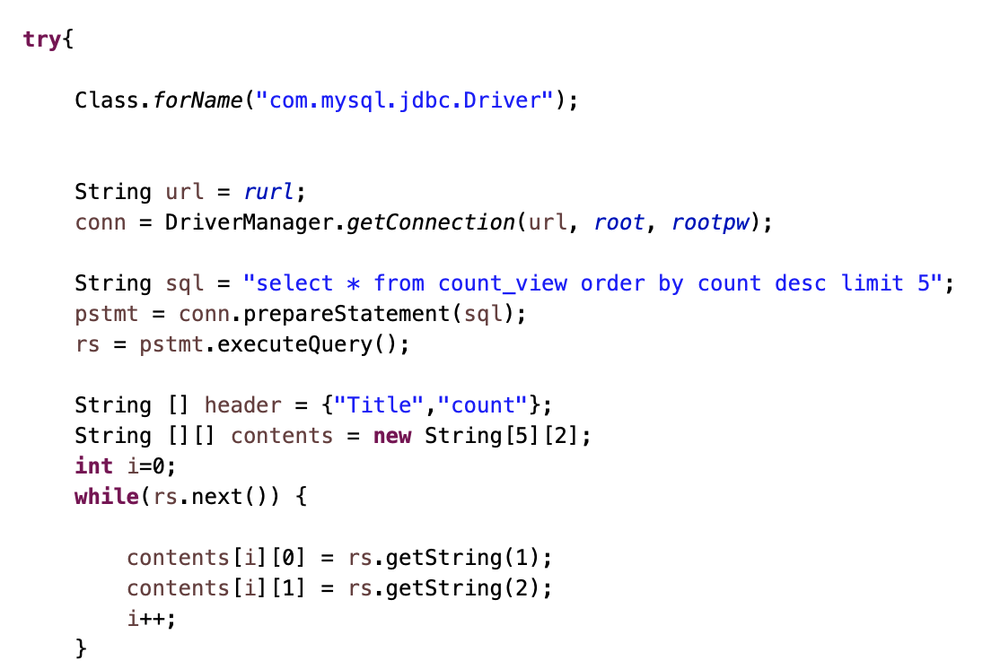 try{
Class.forName("com.mysql.jdbc.Driver");
String url = rurl;
conn = DriverManager.getConnection(url, root, rootpw);
String sql = "select * from count_view order by count desc limit 5";
pstmt = conn.prepareStatement(sql);
rs = pstmt.executeQuery();
String [] header = {"Title","count"};
String [][] contents = new String[5][2];
int i=0;
while(rs.next()) {
contents[i][0] = rs.getString(1);
contents[i][1] = rs.getString(2);
i++;
}